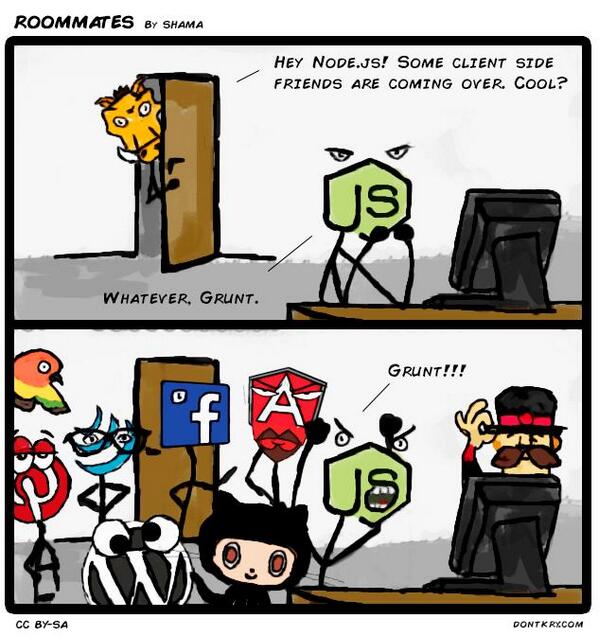 ROOMMATES BY SHAMA
HEY NODE.JS! SOME CLIENT SIDE
FRIENDS ARE COMING OVER. COOL?
JS
WHATEVER, GRUNT.
GRUNT!!!
f
A
JS
W
CC BY-SA
DONTKRY.COM